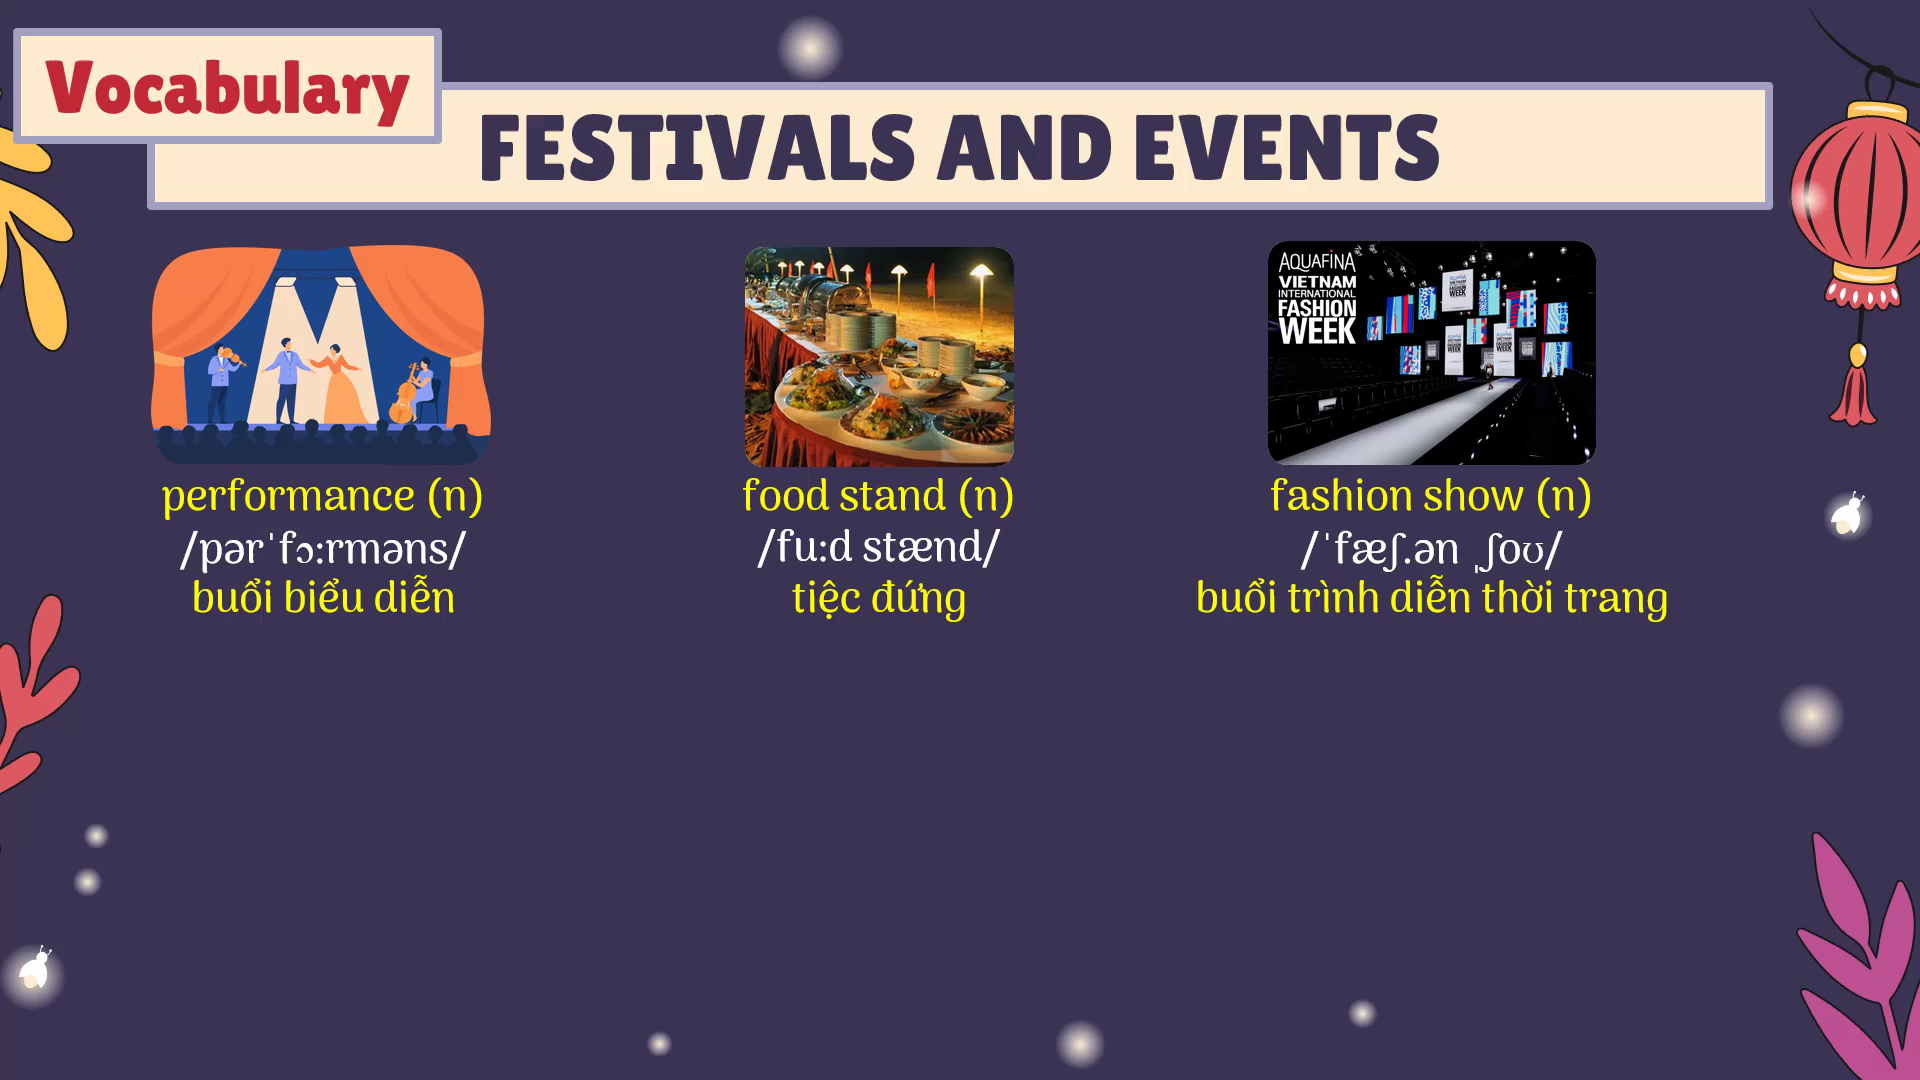 Vocabulary
FESTIVALS AND EVENTS
AQUAFINA
VIETNAM
INTERNATIONAL
FASHION
WEEK
performance (n)
/pərˈfɔ:rməns/
buổi biểu diễn
food stand (n)
/fu:d stænd/
tiệc đứng
fashion show (n)
/ˈfæʃ.ən ˌʃoʊ/
buổi trình diễn thời trang